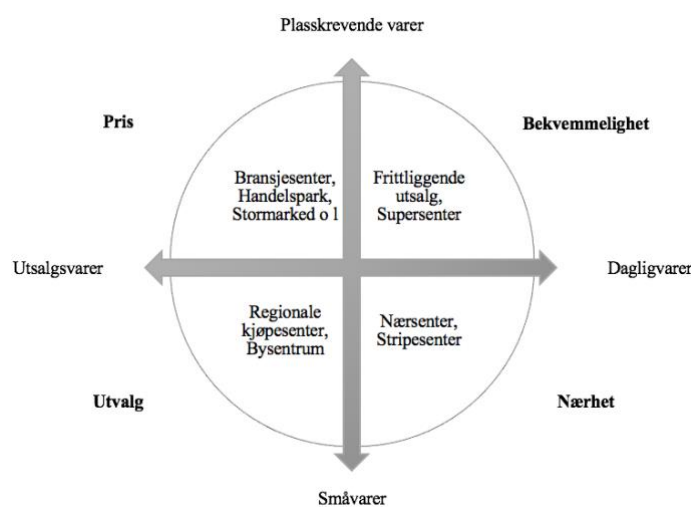 Plasskrevende varer
Pris
Bekvemmelighet
Bransjesenter,
Handelspark,
Stormarked o l
Frittliggende
utsalg,
Supersenter
Utsalgsvarer
Dagligvarer
Regionale
kjøpesenter,
Bysentrum
Nærsenter,
Stripesenter
Utvalg
Nærhet
Småvarer